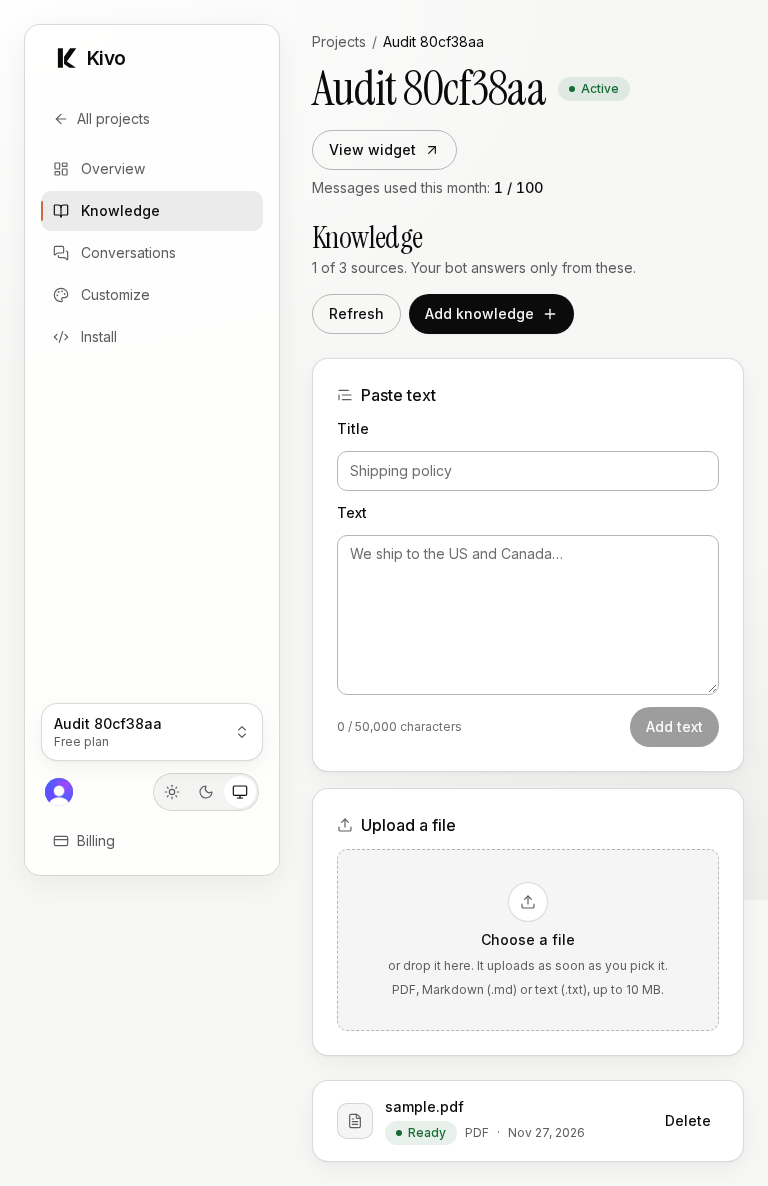 Kivo
All projects
Overview
Knowledge
Conversations
Customize
Install
Audit 80cf38aa
Free plan
Billing
Projects / Audit 80cf38aa
Audit 80cf38aa
Active
View widget
Messages used this month: 1 / 100
Knowledge
1 of 3 sources. Your bot answers only from these.
Refresh
Add knowledge
Paste text
Title
Shipping policy
Text
We ship to the US and Canada…
0 / 50,000 characters
Add text
Upload a file
Choose a file
or drop it here. It uploads as soon as you pick it.
PDF, Markdown (.md) or text (.txt), up to 10 MB.
sample.pdf
Ready PDF · Nov 27, 2026
Delete